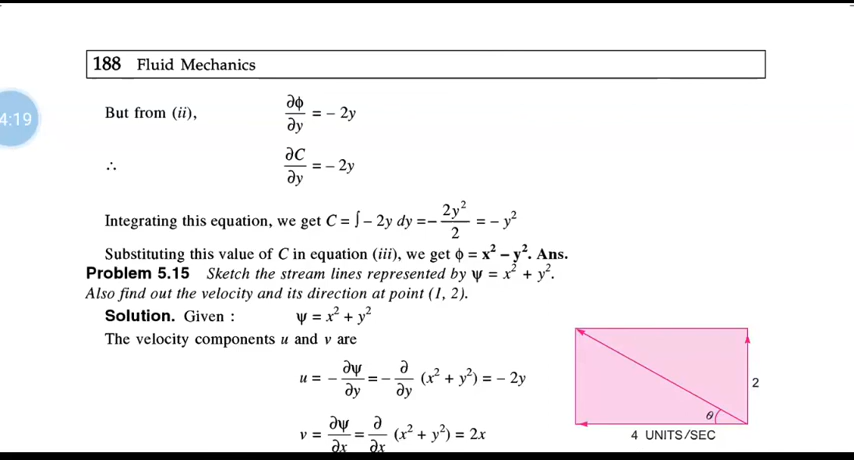 188 Fluid Mechanics
4:19
But from (ii), ∂ϕ/∂y = – 2y
∴ ∂C/∂y = – 2y
Integrating this equation, we get C = ∫ – 2y dy = – 2y²/2 = – y²
Substituting this value of C in equation (iii), we get ϕ = x² – y². Ans.
Problem 5.15 Sketch the stream lines represented by ψ = x² + y².
Also find out the velocity and its direction at point (1, 2).
Solution. Given : ψ = x² + y²
The velocity components u and v are
u = – ∂ψ/∂y = – ∂/∂y (x² + y²) = – 2y
v = ∂ψ/∂x = ∂/∂x (x² + y²) = 2x
2
θ
4 UNITS/SEC